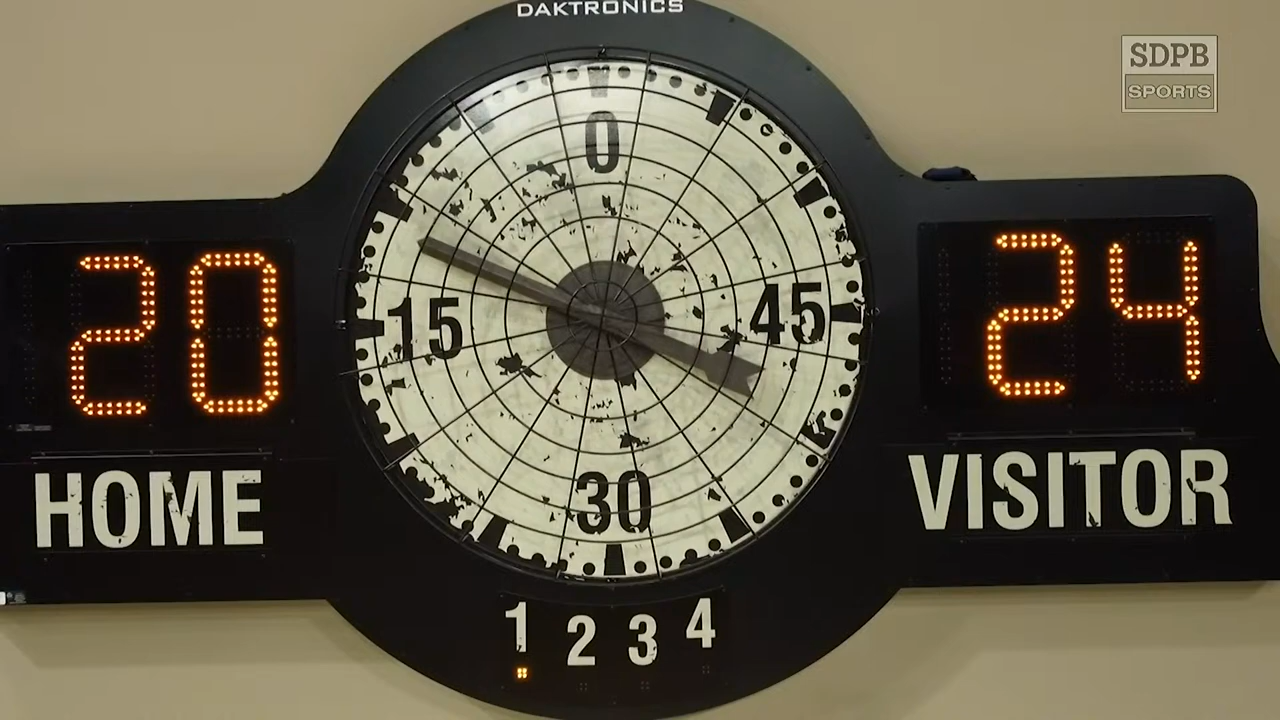 DAKTRONICS
SDPB
SPORTS
0
20
15
45
24
30
HOME
VISITOR
1 2 3 4